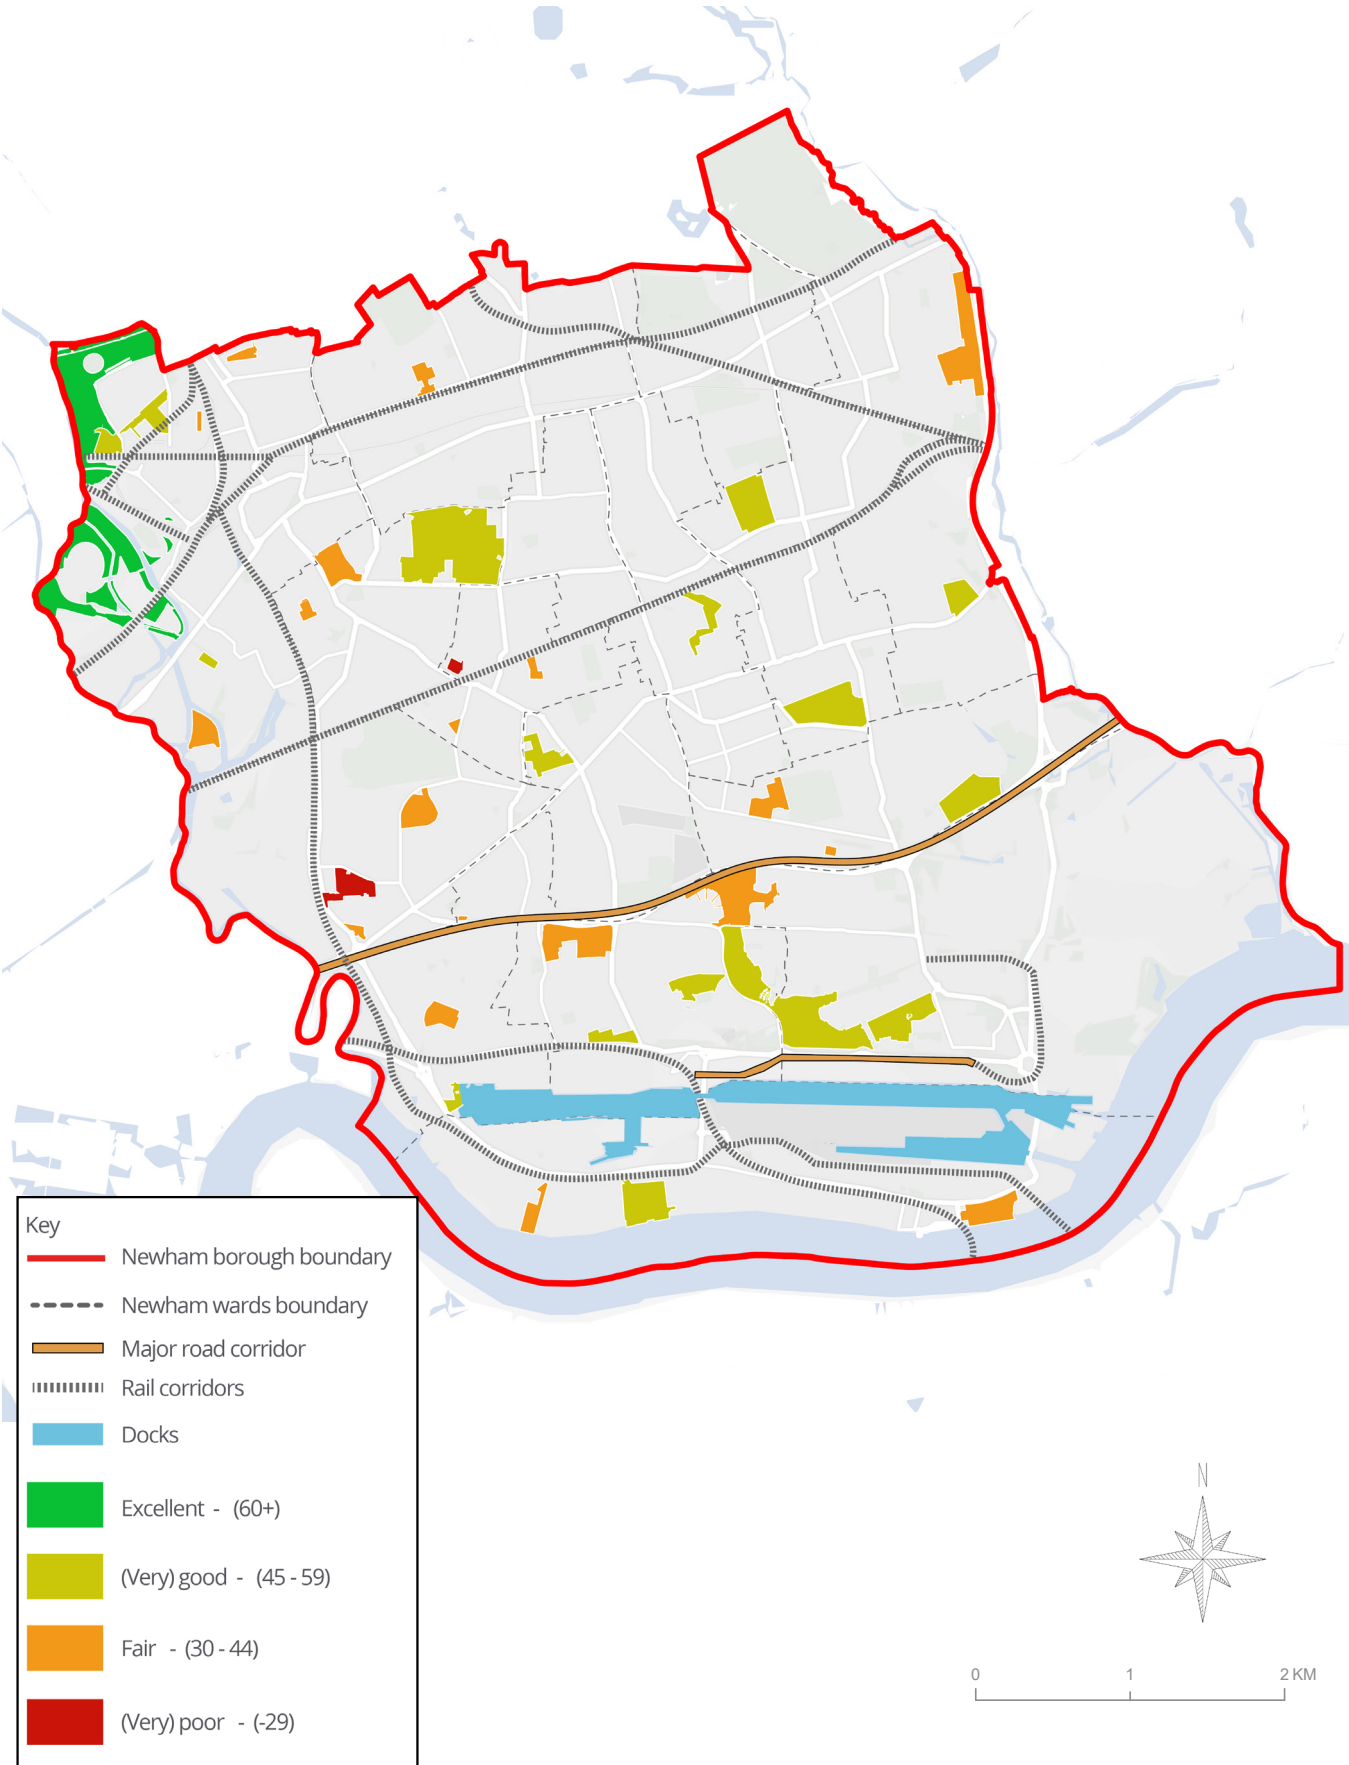 Key
Newham borough boundary
Newham wards boundary
Major road corridor
Rail corridors
Docks
Excellent - (60+)
(Very) good - (45 - 59)
Fair - (30 - 44)
(Very) poor - (-29)
N
0 1 2 KM